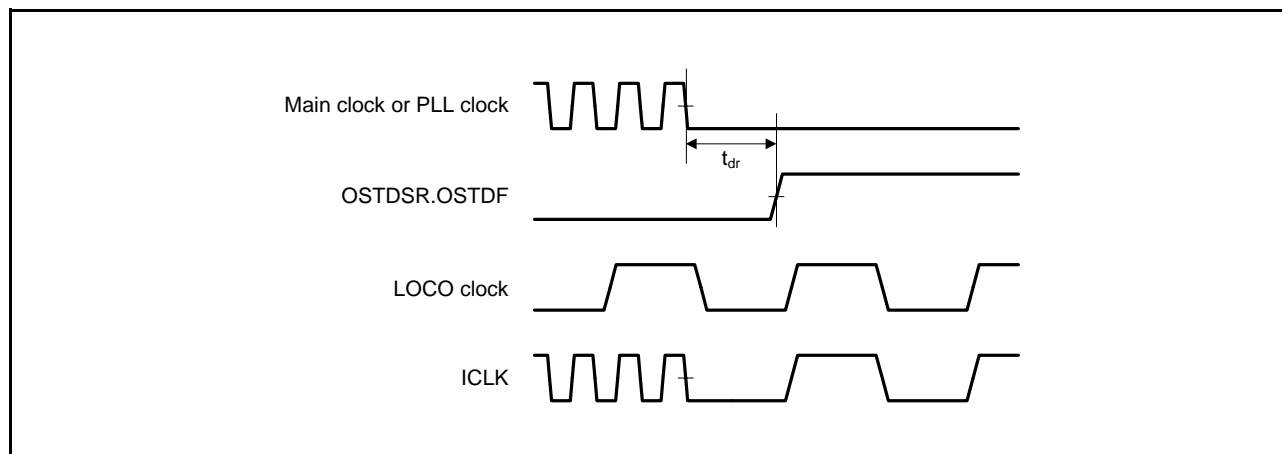 Main clock or PLL clock
tdr
OSTDSR.OSTDF
LOCO clock
ICLK